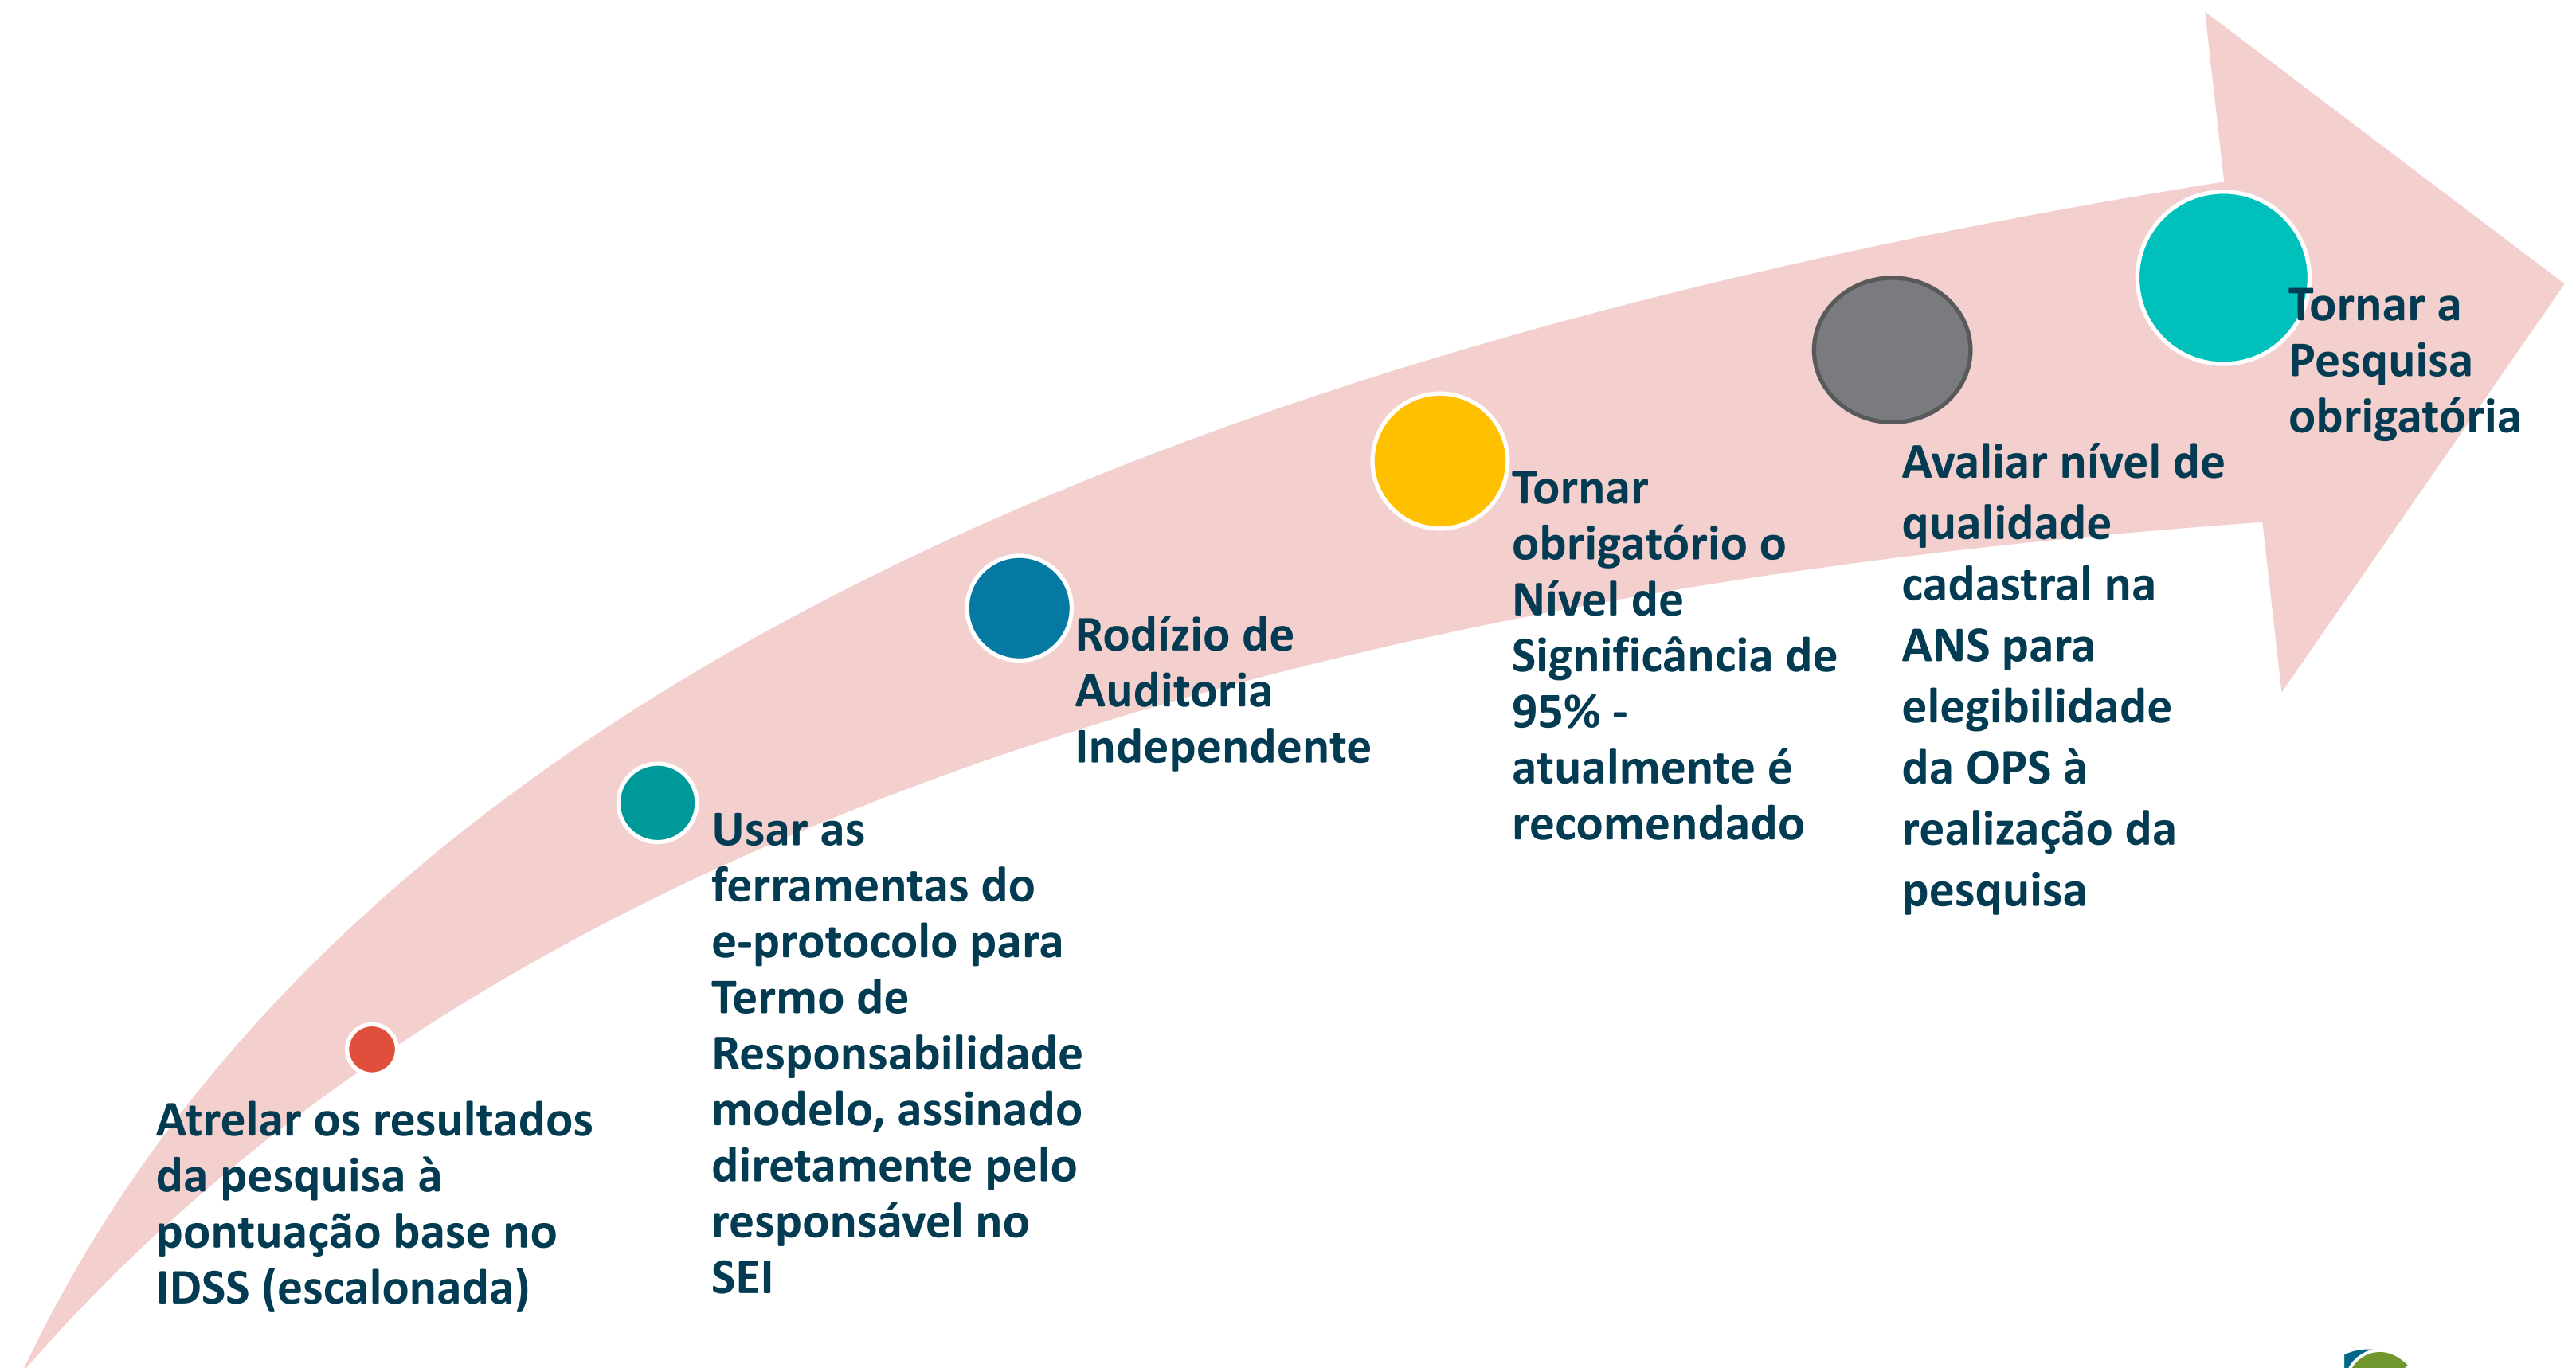 Atrelar os resultados
da pesquisa à
pontuação base no
IDSS (escalonada)
Usar as
ferramentas do
e-protocolo para
Termo de
Responsabilidade
modelo, assinado
diretamente pelo
responsável no
SEI
Rodízio de
Auditoria
Independente
Tornar
obrigatório o
Nível de
Significância de
95% -
atualmente é
recomendado
Avaliar nível de
qualidade
cadastral na
ANS para
elegibilidade
da OPS à
realização da
pesquisa
Tornar a
Pesquisa
obrigatória